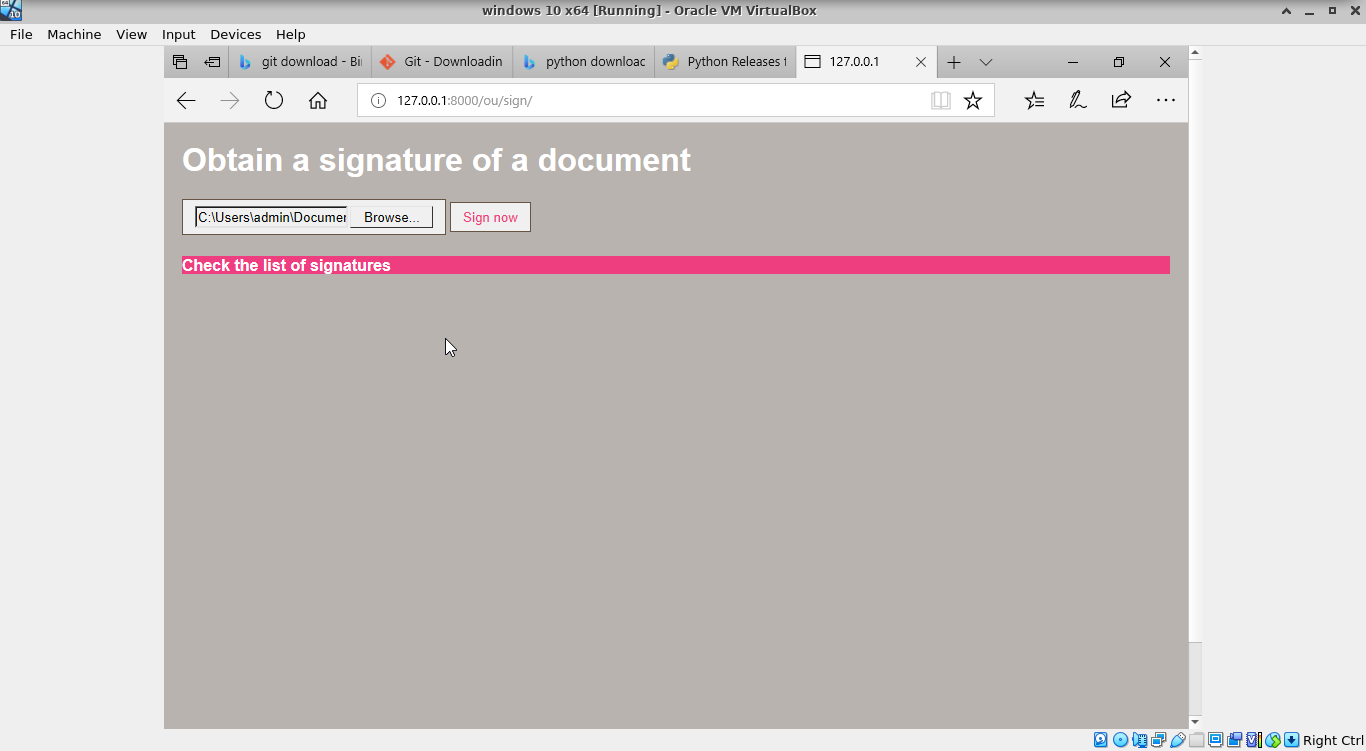 windows 10 x64 [Running] - Oracle VM VirtualBox
File Machine View Input Devices Help
git download - Bi
Git - Downloadin
python downloac
Python Releases f
127.0.0.1
127.0.0.1:8000/ou/sign/
Obtain a signature of a document
C:\Users\admin\Documer
Browse...
Sign now
Check the list of signatures
Right Ctrl